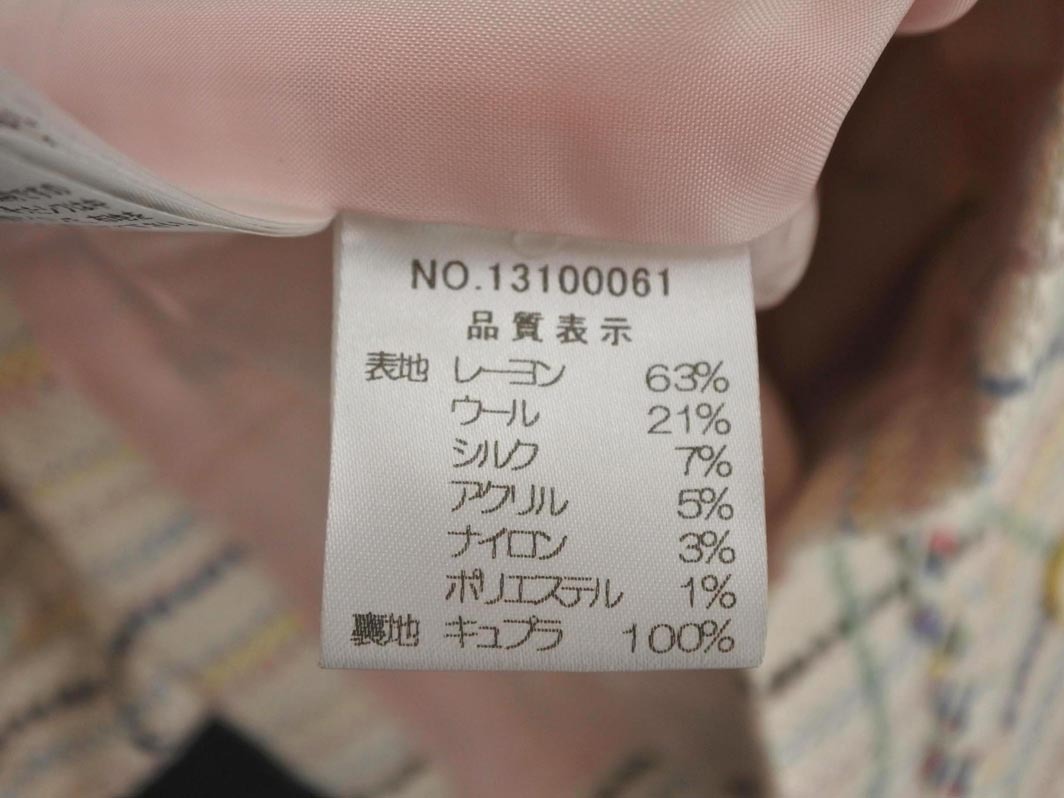 NO.13100061
品質表示
表地 レーヨン 63%
ウール 21%
シルク 7%
アクリル 5%
ナイロン 3%
ポリエステル 1%
裏地 キュプラ 100%